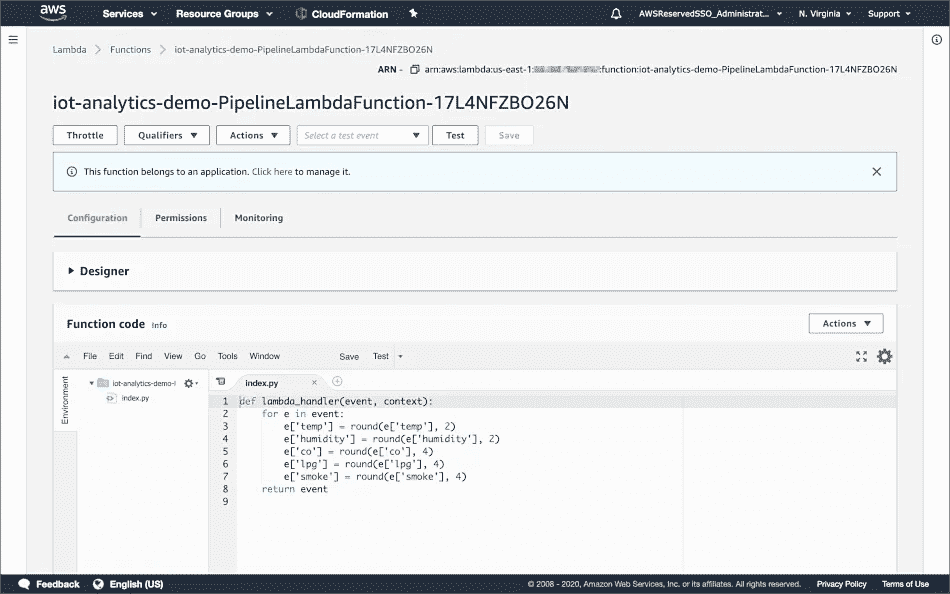 aws Services Resource Groups CloudFormation AWSReservedSSO_Administrat... N. Virginia Support
Lambda Functions iot-analytics-demo-PipelineLambdaFunction-17L4NFZBO26N
ARN - arn:aws:lambda:us-east-1: :function:iot-analytics-demo-PipelineLambdaFunction-17L4NFZBO26N
iot-analytics-demo-PipelineLambdaFunction-17L4NFZBO26N
Throttle Qualifiers Actions Select a test event Test Save
This function belongs to an application. Click here to manage it.
Configuration Permissions Monitoring
Designer
Function code Info Actions
File Edit Find View Go Tools Window Save Test
Environment
iot-analytics-demo-l
index.py
index.py
1 def lambda_handler(event, context):
2 for e in event:
3 e['temp'] = round(e['temp'], 2)
4 e['humidity'] = round(e['humidity'], 2)
5 e['co'] = round(e['co'], 4)
6 e['lpg'] = round(e['lpg'], 4)
7 e['smoke'] = round(e['smoke'], 4)
8 return event
9
Feedback English (US) © 2008 - 2020, Amazon Web Services, Inc. or its affiliates. All rights reserved. Privacy Policy Terms of Use